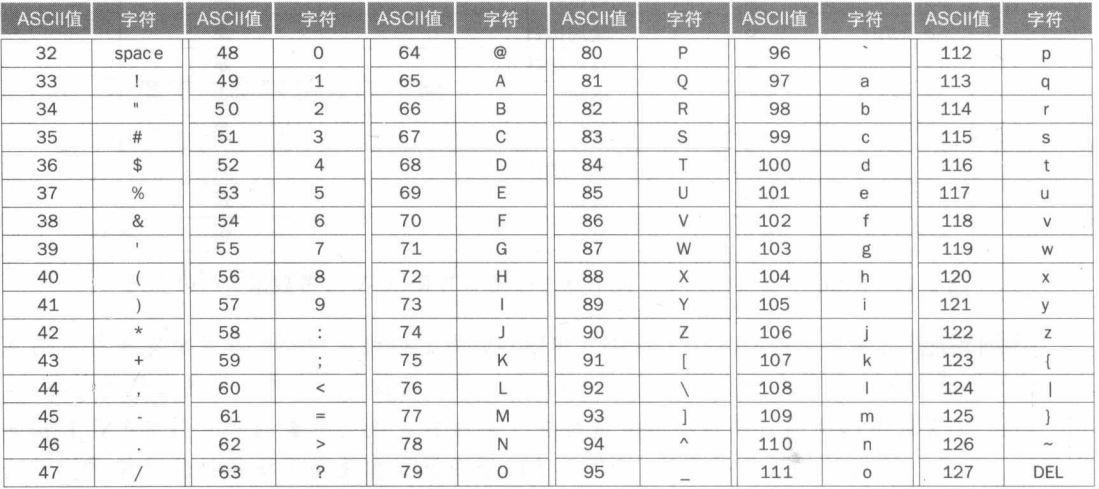 ASCII值 字符 ASCII值 字符 ASCII值 字符 ASCII值 字符 ASCII值 字符 ASCII值 字符
32 space 48 0 64 @ 80 P 96 ` 112 p
33 ! 49 1 65 A 81 Q 97 a 113 q
34 " 50 2 66 B 82 R 98 b 114 r
35 # 51 3 67 C 83 S 99 c 115 s
36 $ 52 4 68 D 84 T 100 d 116 t
37 % 53 5 69 E 85 U 101 e 117 u
38 & 54 6 70 F 86 V 102 f 118 v
39 ' 55 7 71 G 87 W 103 g 119 w
40 ( 56 8 72 H 88 X 104 h 120 x
41 ) 57 9 73 I 89 Y 105 i 121 y
42 * 58 : 74 J 90 Z 106 j 122 z
43 + 59 ; 75 K 91 [ 107 k 123 {
44 , 60 < 76 L 92 \ 108 l 124 |
45 - 61 = 77 M 93 ] 109 m 125 }
46 . 62 > 78 N 94 ^ 110 n 126 ~
47 / 63 ? 79 O 95 _ 111 o 127 DEL